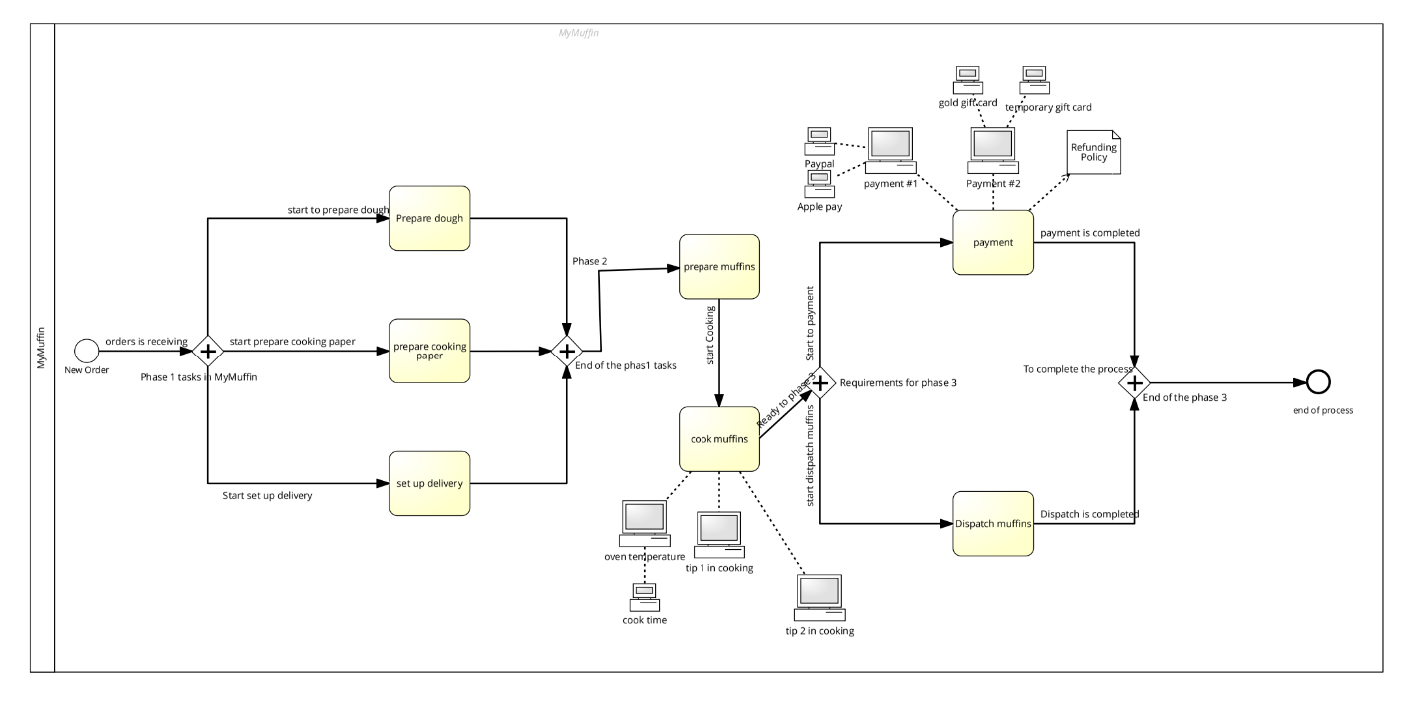 MyMuffin
MyMuffin
gold gift card
temporary gift card
Paypal
Apple pay
payment #1
Payment #2
Refunding
Policy
start to prepare dough
Prepare dough
Phase 2
prepare muffins
payment
payment is completed
New Order
orders is receiving
Phase 1 tasks in MyMuffin
start prepare cooking paper
prepare cooking
paper
End of the phas1 tasks
start Cooking
Start to payment
Ready to phase 3
Requirements for phase 3
To complete the process
End of the phase 3
end of process
cook muffins
start distpatch muffins
Start set up delivery
set up delivery
Dispatch muffins
Dispatch is completed
oven temperature
tip 1 in cooking
cook time
tip 2 in cooking